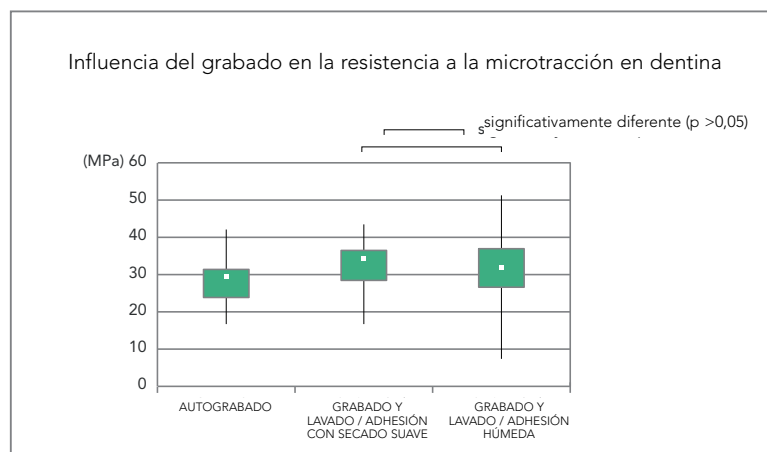 Influencia del grabado en la resistencia a la microtracción en dentina
significativamente diferente (p >0,05)
s
(MPa) 60
50
40
30
20
10
0
AUTOGRABADO
GRABADO Y
LAVADO / ADHESIÓN
CON SECADO SUAVE
GRABADO Y
LAVADO / ADHESIÓN
HÚMEDA